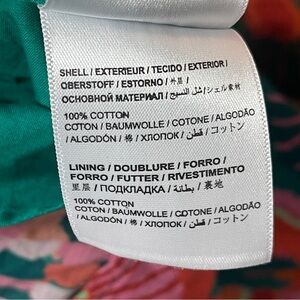 SHELL / EXTERIEUR / TECIDO / EXTERIOR /
OBERSTOFF / ESTORNO / 外层 /
ОСНОВНОЙ МАТЕРИАЛ / شل النسيج / シェル素材
100% COTTON
COTON / BAUMWOLLE / COTONE / ALGODÃO
/ ALGODÓN / 棉 / ХЛОПОК / قطن / コットン
LINING / DOUBLURE / FORRO /
FORRO / FUTTER / RIVESTIMENTO
里层 / ПОДКЛАДКА / بطانة / 裏地
100% COTTON
COTON / BAUMWOLLE / COTONE / ALGODÃO
/ ALGODÓN / 棉 / ХЛОПОК / قطن / コットン